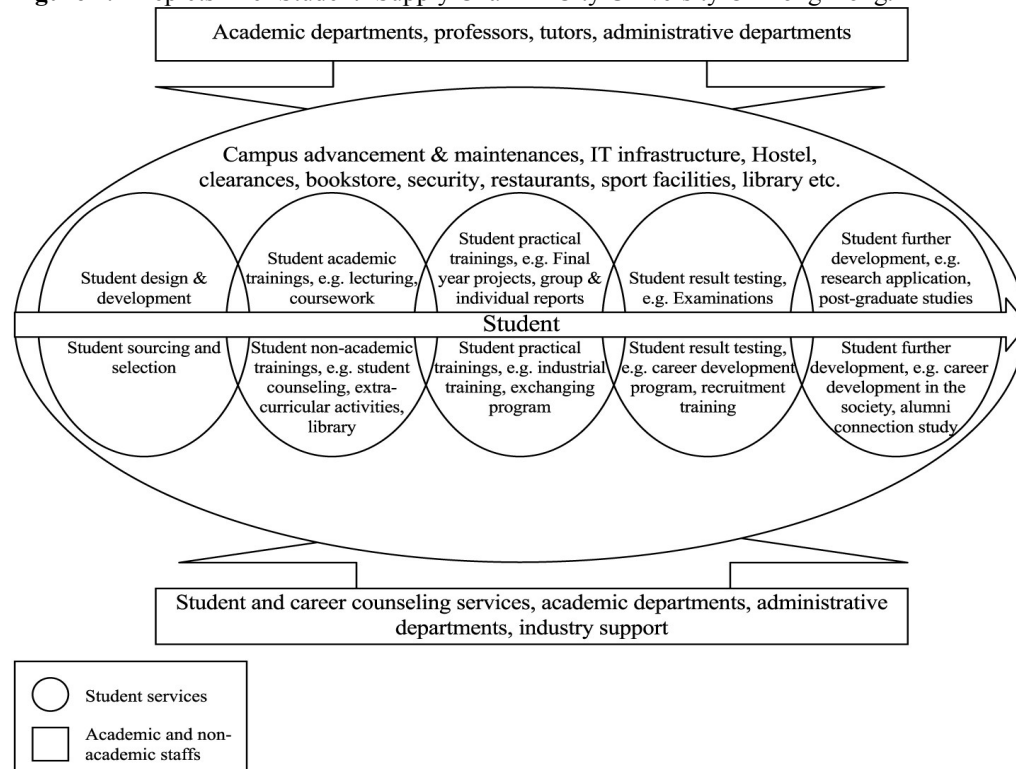 Academic departments, professors, tutors, administrative departments
Campus advancement & maintenances, IT infrastructure, Hostel,
clearances, bookstore, security, restaurants, sport facilities, library etc.
Student design &
development
Student academic
trainings, e.g. lecturing,
coursework
Student practical
trainings, e.g. Final
year projects, group &
individual reports
Student result testing,
e.g. Examinations
Student further
development, e.g.
research application,
post-graduate studies
Student
Student sourcing and
selection
Student non-academic
trainings, e.g. student
counseling, extra-
curricular activities,
library
Student practical
trainings, e.g. industrial
training, exchanging
program
Student result testing,
e.g. career development
program, recruitment
training
Student further
development, e.g. career
development in the
society, alumni
connection study
Student and career counseling services, academic departments, administrative
departments, industry support
Student services
Academic and non-
academic staffs